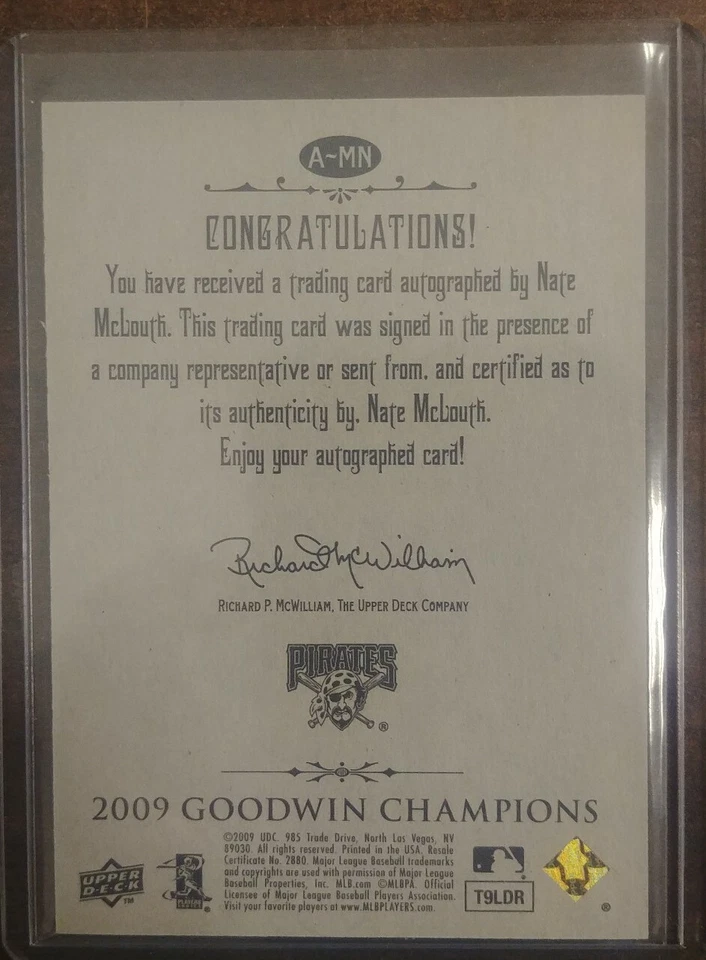 A~MN
CONGRATULATIONS!
You have received a trading card autographed by Nate
McLouth. This trading card was signed in the presence of
a company representative or sent from, and certified as to
its authenticity by, Nate McLouth.
Enjoy your autographed card!
Richard McWilliam
RICHARD P. MCWILLIAM, THE UPPER DECK COMPANY
PIRATES
®
2009 GOODWIN CHAMPIONS
©2009 UDC. 985 Trade Drive, North Las Vegas, NV
89030. All rights reserved. Printed in the USA. Resale
Certificate No. 2880. Major League Baseball trademarks
and copyrights are used with permission of Major League
Baseball Properties, Inc. MLB.com ©MLBPA. Official
Licensee of Major League Baseball Players Association.
Visit your favorite players at www.MLBPLAYERS.com.
UPPER
D·E·C·K
TM
PLAYERS
®
T9LDR
®